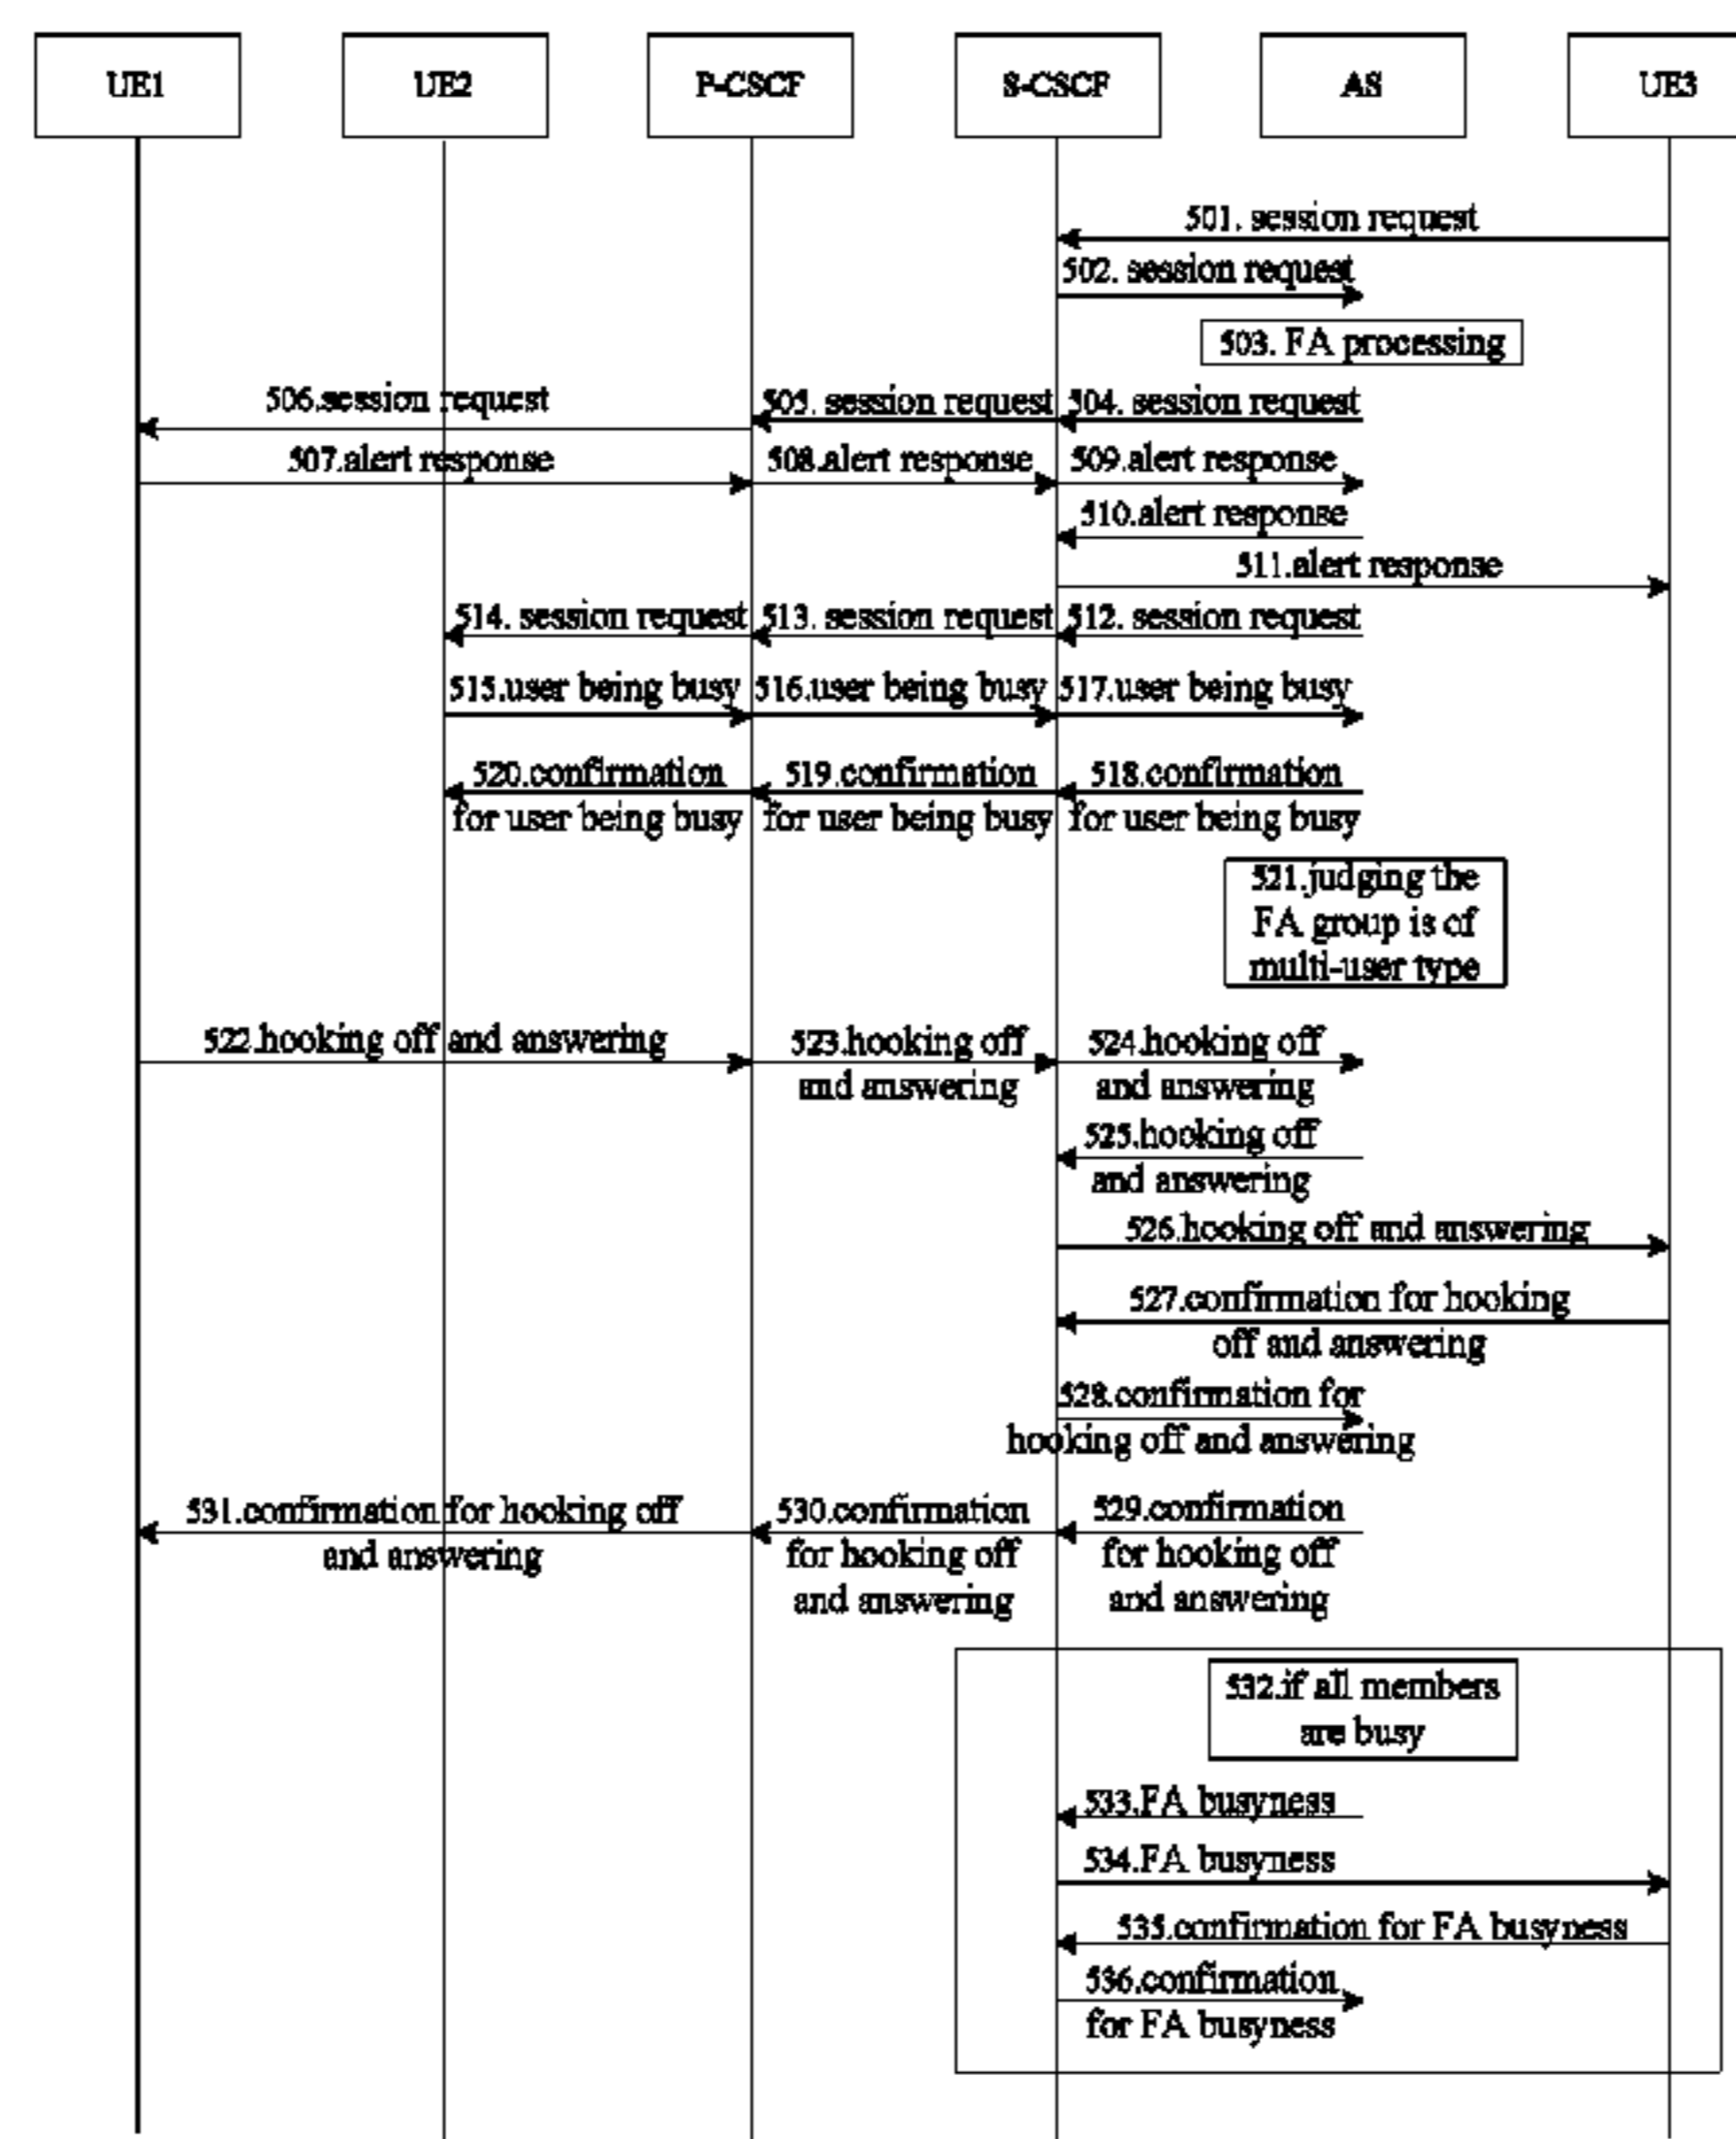 UE1
UE2
P-CSCF
S-CSCF
AS
UE3
501. session request
502. session request
503. FA processing
506.session request
505. session request
504. session request
507.alert response
508.alert response
509.alert response
510.alert response
511.alert response
514. session request
513. session request
512. session request
515.user being busy
516.user being busy
517.user being busy
520.confirmation
for user being busy
519.confirmation
for user being busy
518.confirmation
for user being busy
521.judging the
FA group is of
multi-user type
522.hooking off and answering
523.hooking off
and answering
524.hooking off
and answering
525.hooking off
and answering
526.hooking off and answering
527.confirmation for hooking
off and answering
528.confirmation for
hooking off and answering
531.confirmation for hooking off
and answering
530.confirmation
for hooking off
and answering
529.confirmation
for hooking off
and answering
532.if all members
are busy
533.FA busyness
534.FA busyness
535.confirmation for FA busyness
536.confirmation
for FA busyness